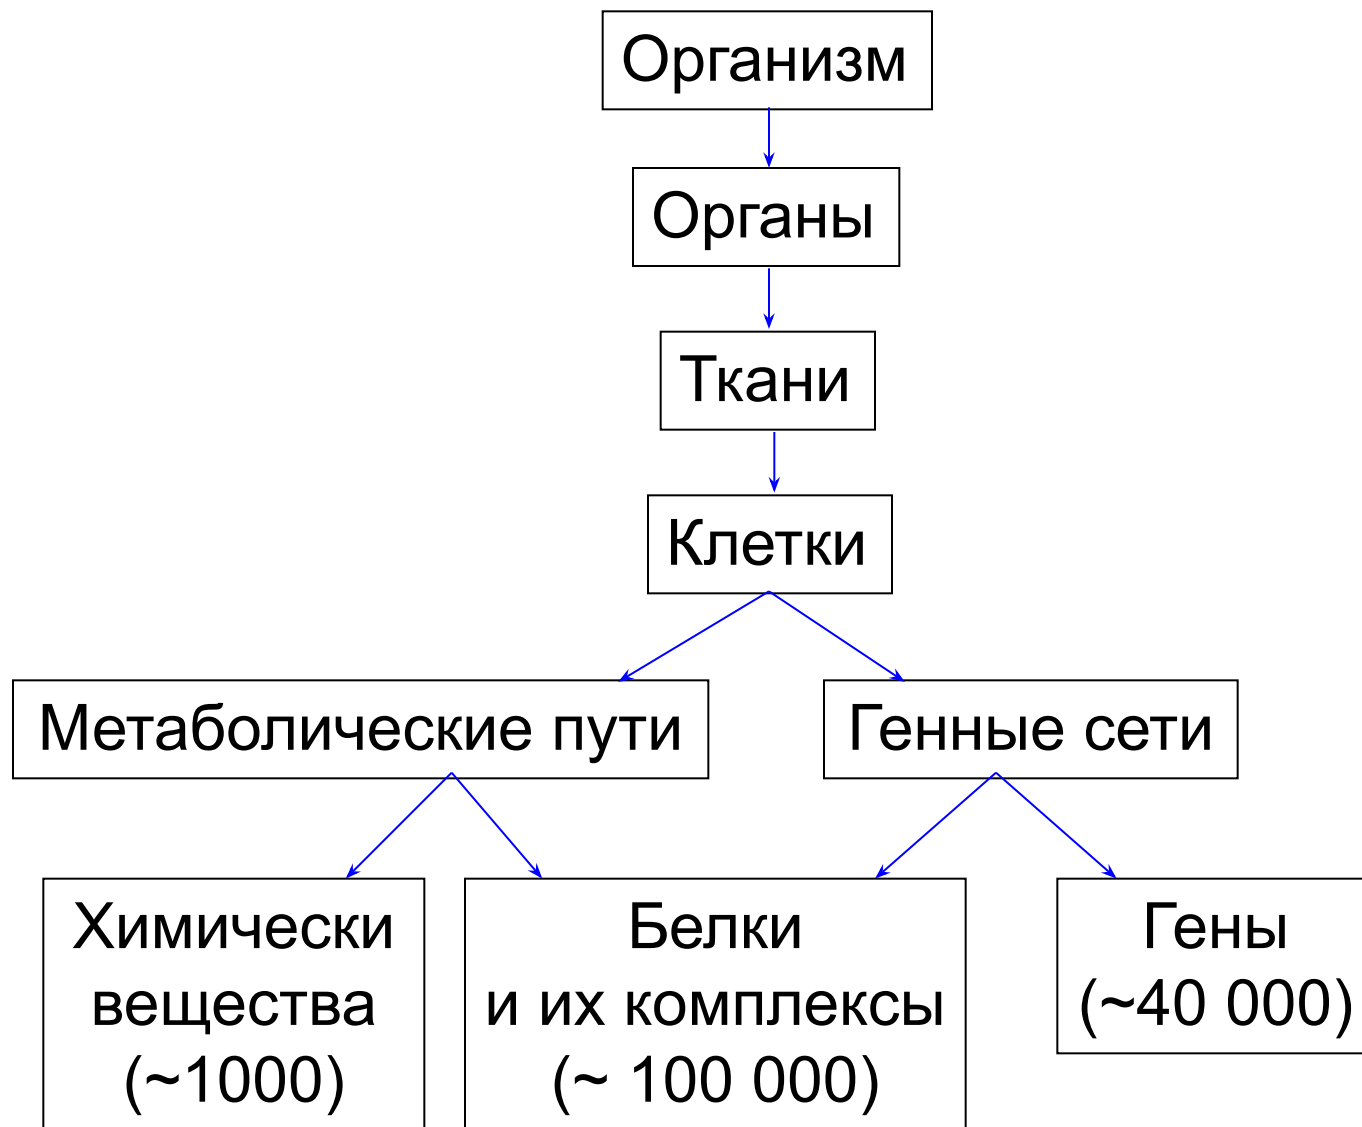 Организм
Органы
Ткани
Клетки
Метаболические пути
Генные сети
Химически
вещества
(~1000)
Белки
и их комплексы
(~ 100 000)
Гены
(~40 000)